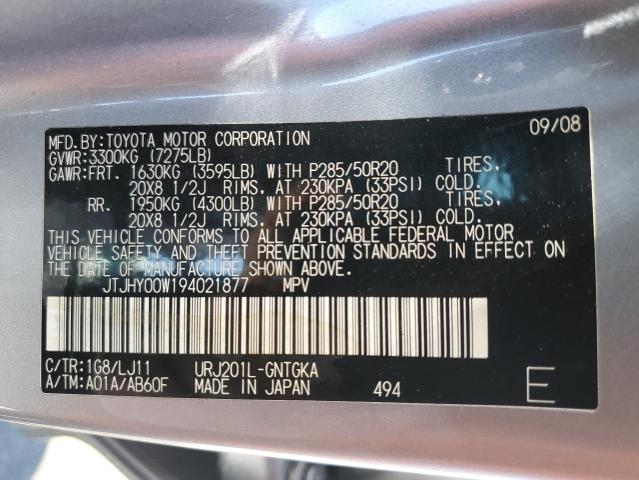 MFD.BY:TOYOTA MOTOR CORPORATION 09/08
GVWR:3300KG (7275LB)
GAWR:FRT. 1630KG (3595LB) WITH P285/50R20 TIRES,
20X8 1/2J RIMS, AT 230KPA (33PSI) COLD.
RR. 1950KG (4300LB) WITH P285/50R20 TIRES,
20X8 1/2J RIMS, AT 230KPA (33PSI) COLD.
THIS VEHICLE CONFORMS TO ALL APPLICABLE FEDERAL MOTOR
VEHICLE SAFETY AND THEFT PREVENTION STANDARDS IN EFFECT ON
THE DATE OF MANUFACTURE SHOWN ABOVE.
JTJHY00W194021877 MPV
C/TR:1G8/LJ11 URJ201L-GNTGKA
A/TM:A01A/AB60F MADE IN JAPAN 494 E